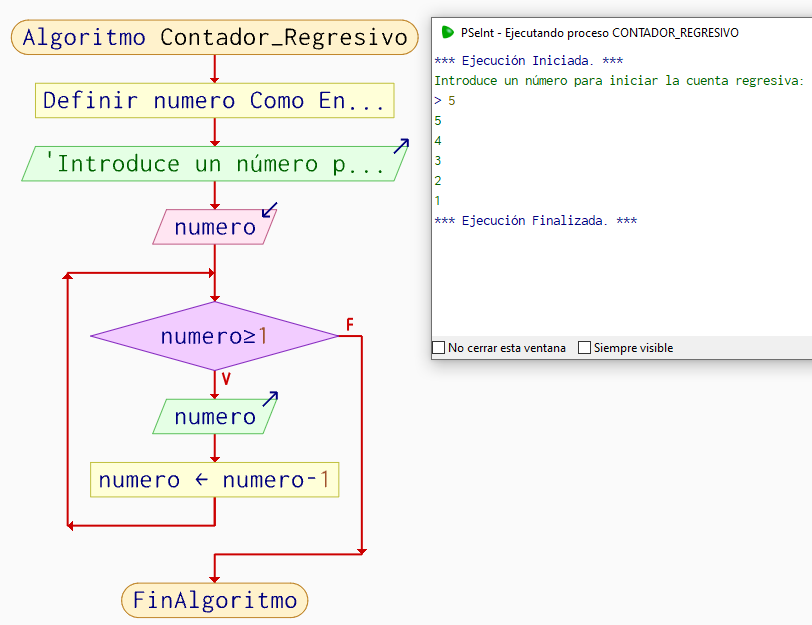 Algoritmo Contador_Regresivo
Definir numero Como En...
'Introduce un número p...
numero
numero≥1
F
V
numero
numero ← numero-1
FinAlgoritmo
PSeInt - Ejecutando proceso CONTADOR_REGRESIVO
*** Ejecución Iniciada. ***
Introduce un número para iniciar la cuenta regresiva:
> 5
5
4
3
2
1
*** Ejecución Finalizada. ***
No cerrar esta ventana Siempre visible